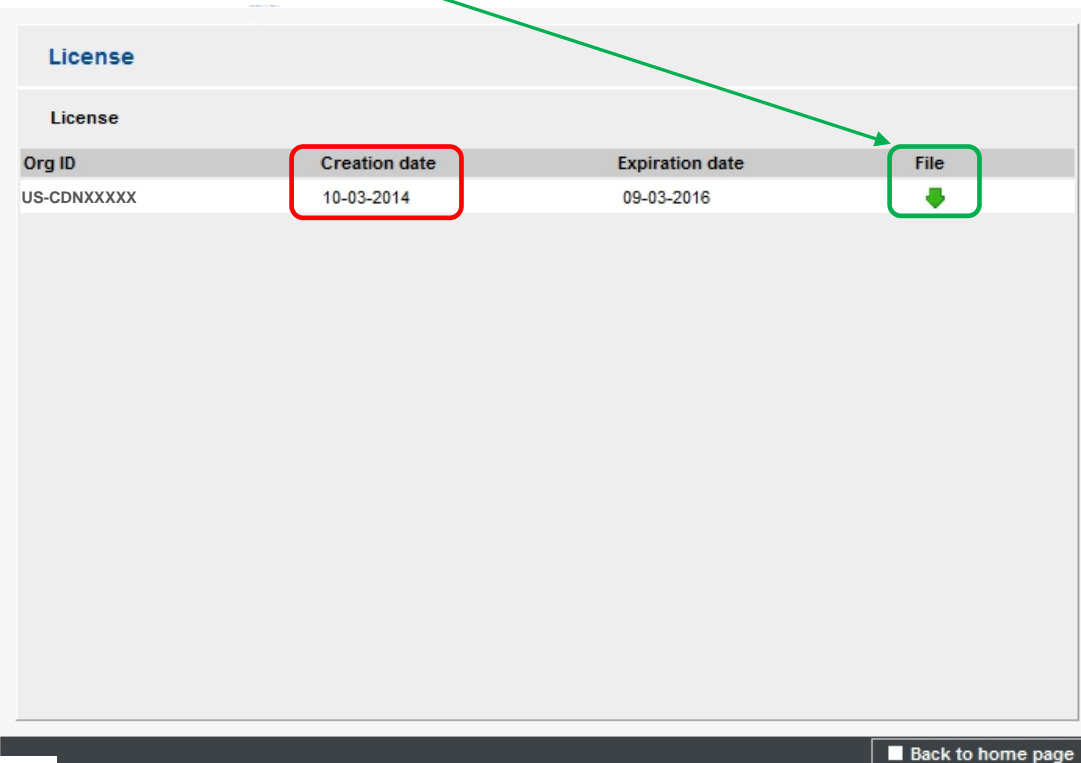 License
License
Org ID Creation date Expiration date File
US-CDNXXXXX 10-03-2014 09-03-2016
Back to home page